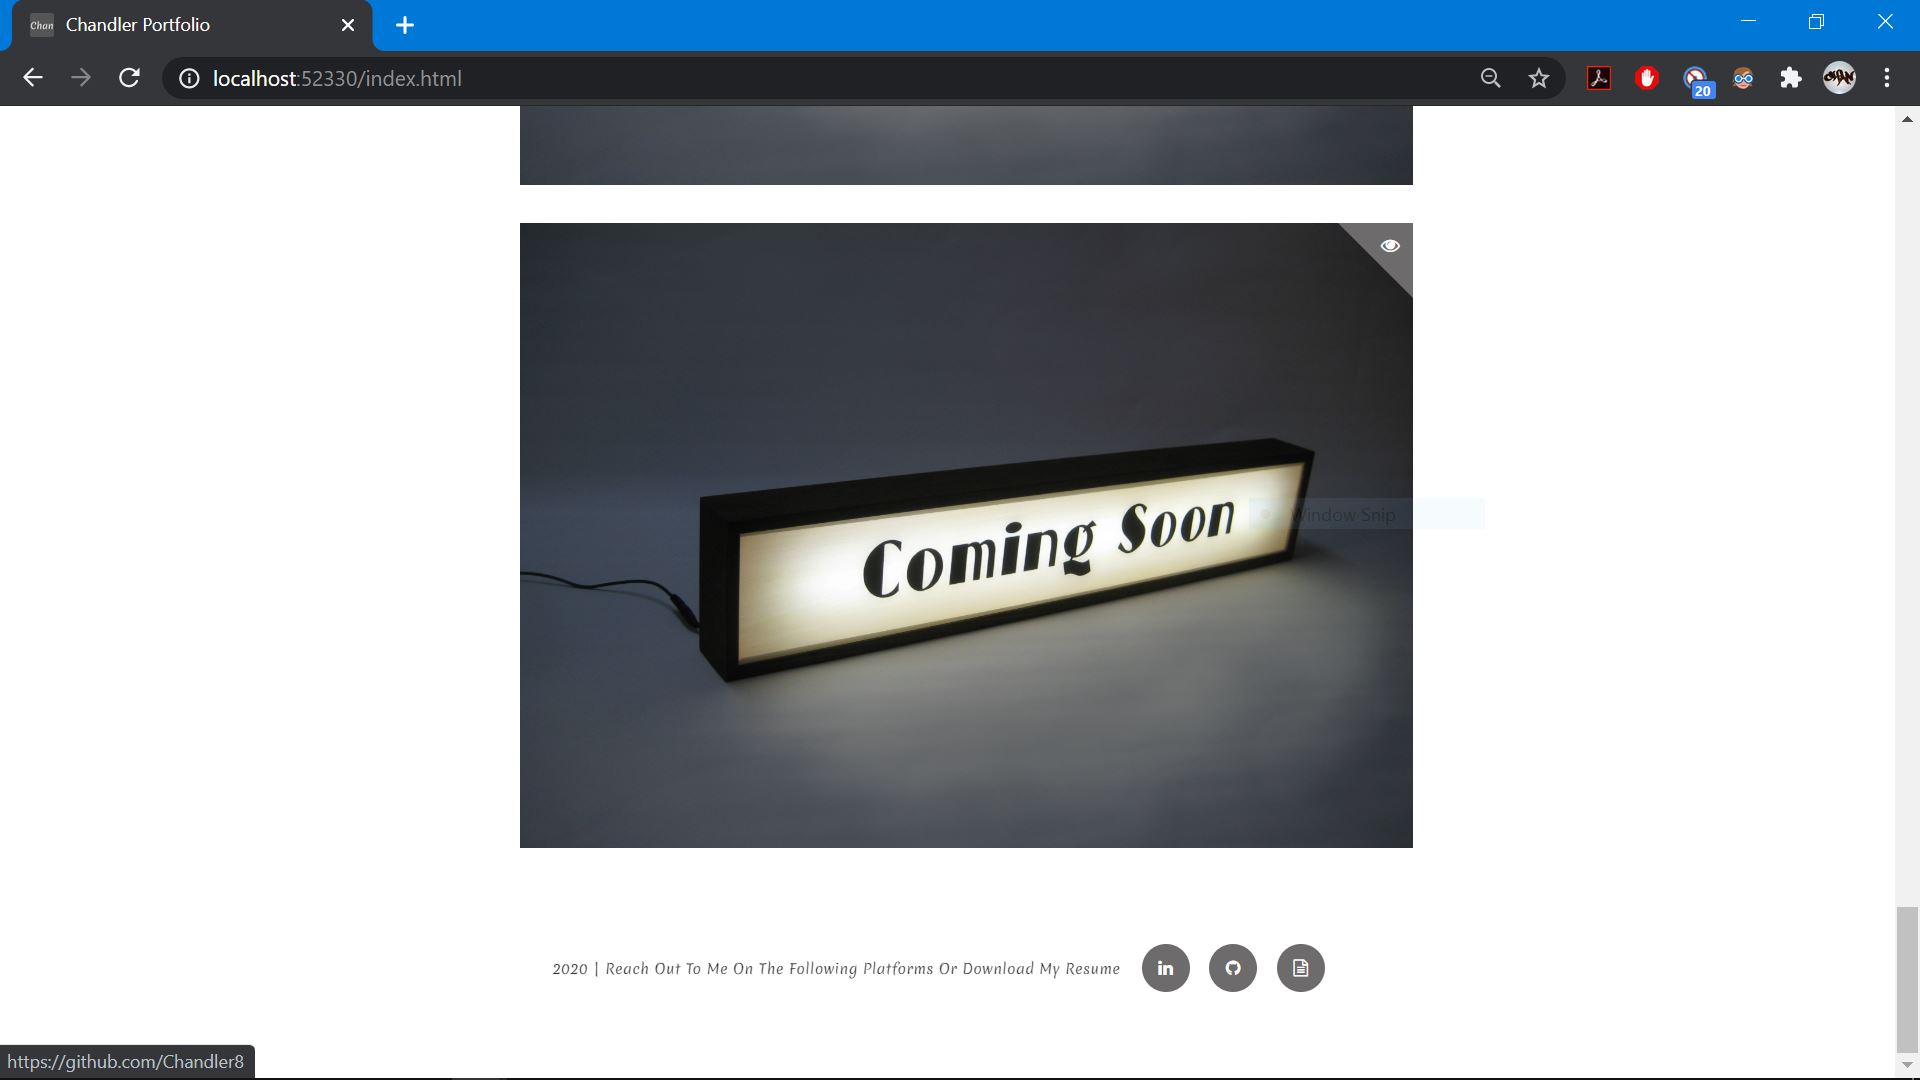 Chan Chandler Portfolio
localhost:52330/index.html
20
Coming Soon
Window Snip
2020 | Reach Out To Me On The Following Platforms Or Download My Resume
in
https://github.com/Chandler8